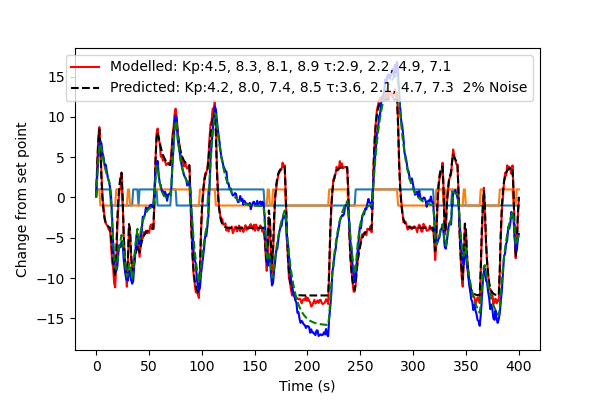 Modelled: Kp:4.5, 8.3, 8.1, 8.9 τ:2.9, 2.2, 4.9, 7.1
Predicted: Kp:4.2, 8.0, 7.4, 8.5 τ:3.6, 2.1, 4.7, 7.3 2% Noise
15
10
5
0
−5
−10
−15
Change from set point
0 50 100 150 200 250 300 350 400
Time (s)